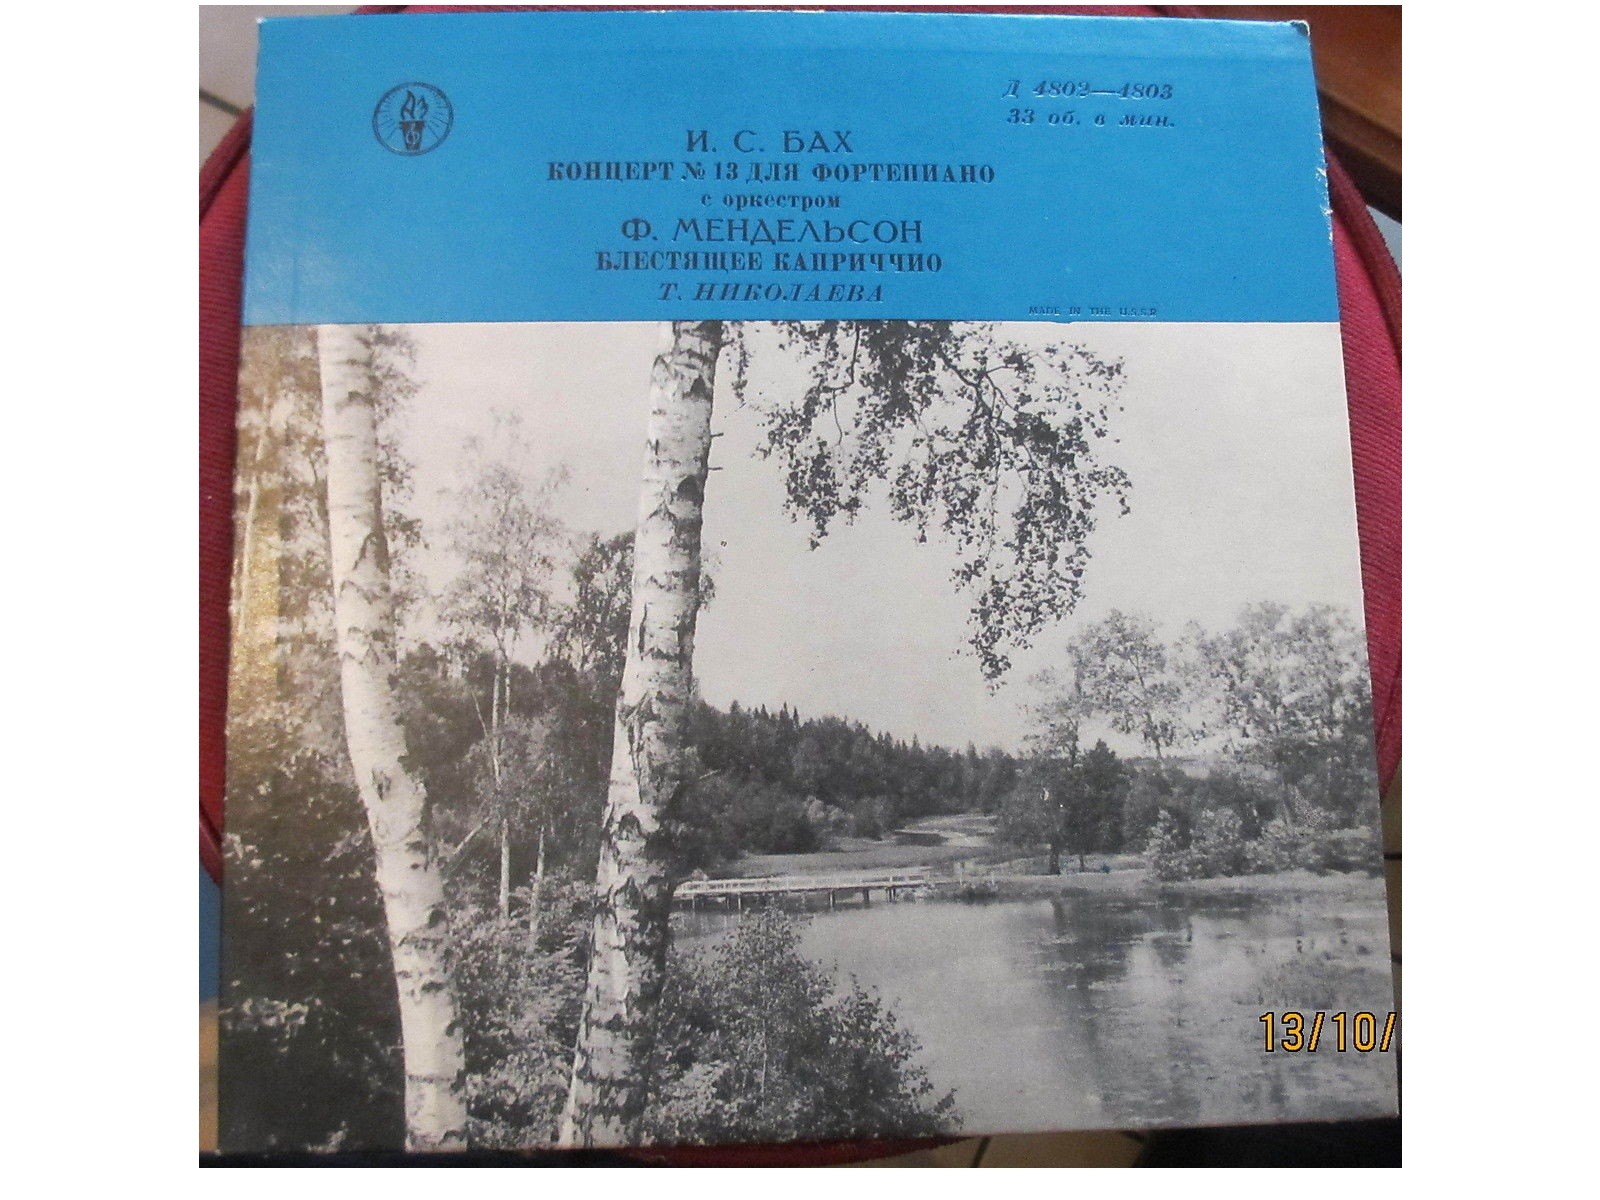 Д 4802—4803
33 об. в мин.
И. С. БАХ
КОНЦЕРТ № 13 ДЛЯ ФОРТЕПИАНО
с оркестром
Ф. МЕНДЕЛЬСОН
БЛЕСТЯЩЕЕ КАПРИЧЧИО
Т. НИКОЛАЕВА
MADE IN THE U.S.S.R
13/10/